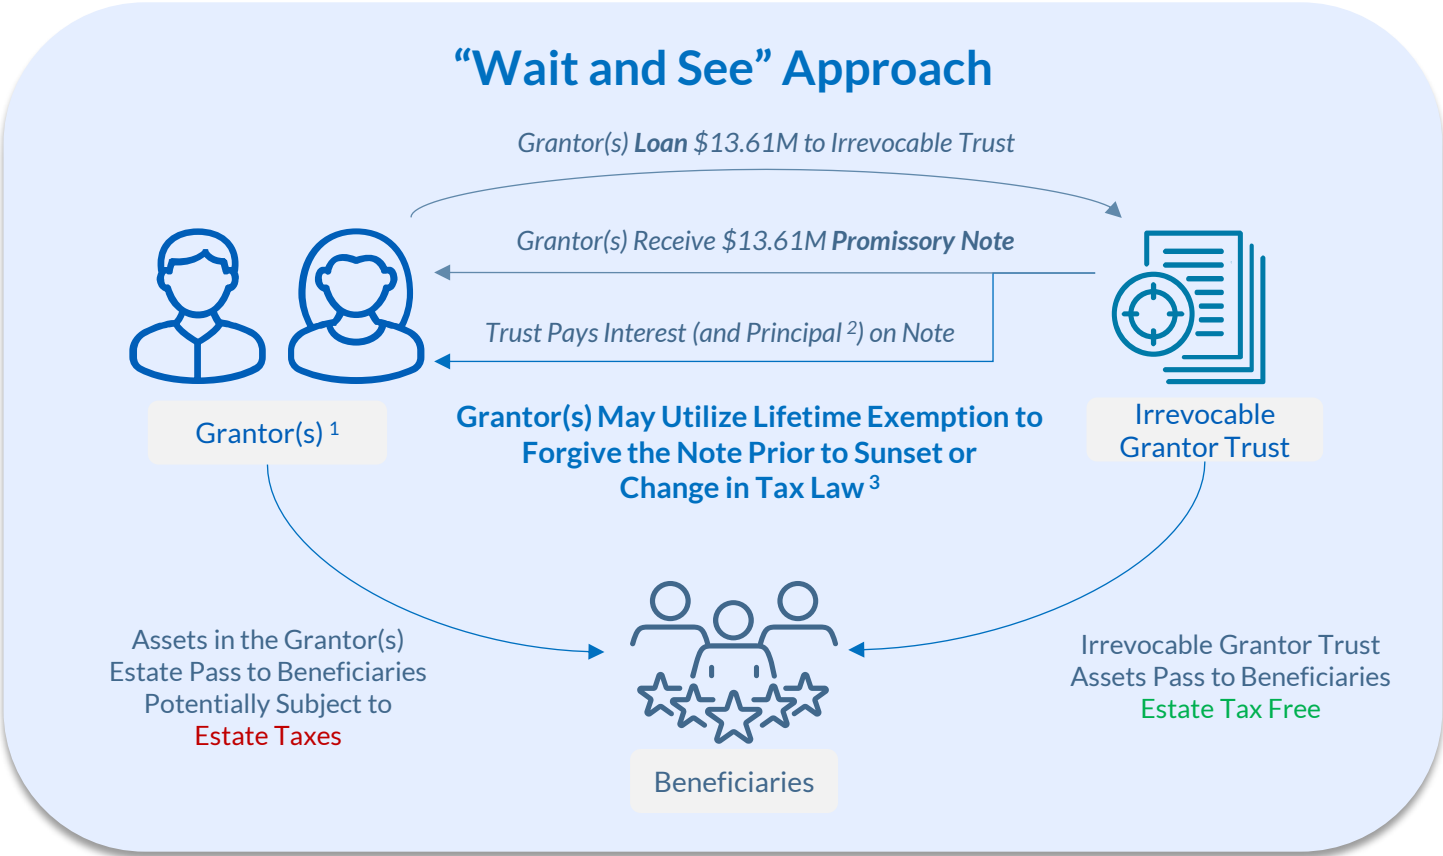 “Wait and See” Approach
Grantor(s) Loan $13.61M to Irrevocable Trust
Grantor(s) Receive $13.61M Promissory Note
Trust Pays Interest (and Principal ²) on Note
Grantor(s) ¹
Grantor(s) May Utilize Lifetime Exemption to
Forgive the Note Prior to Sunset or
Change in Tax Law ³
Irrevocable
Grantor Trust
Assets in the Grantor(s)
Estate Pass to Beneficiaries
Potentially Subject to
Estate Taxes
Irrevocable Grantor Trust
Assets Pass to Beneficiaries
Estate Tax Free
Beneficiaries